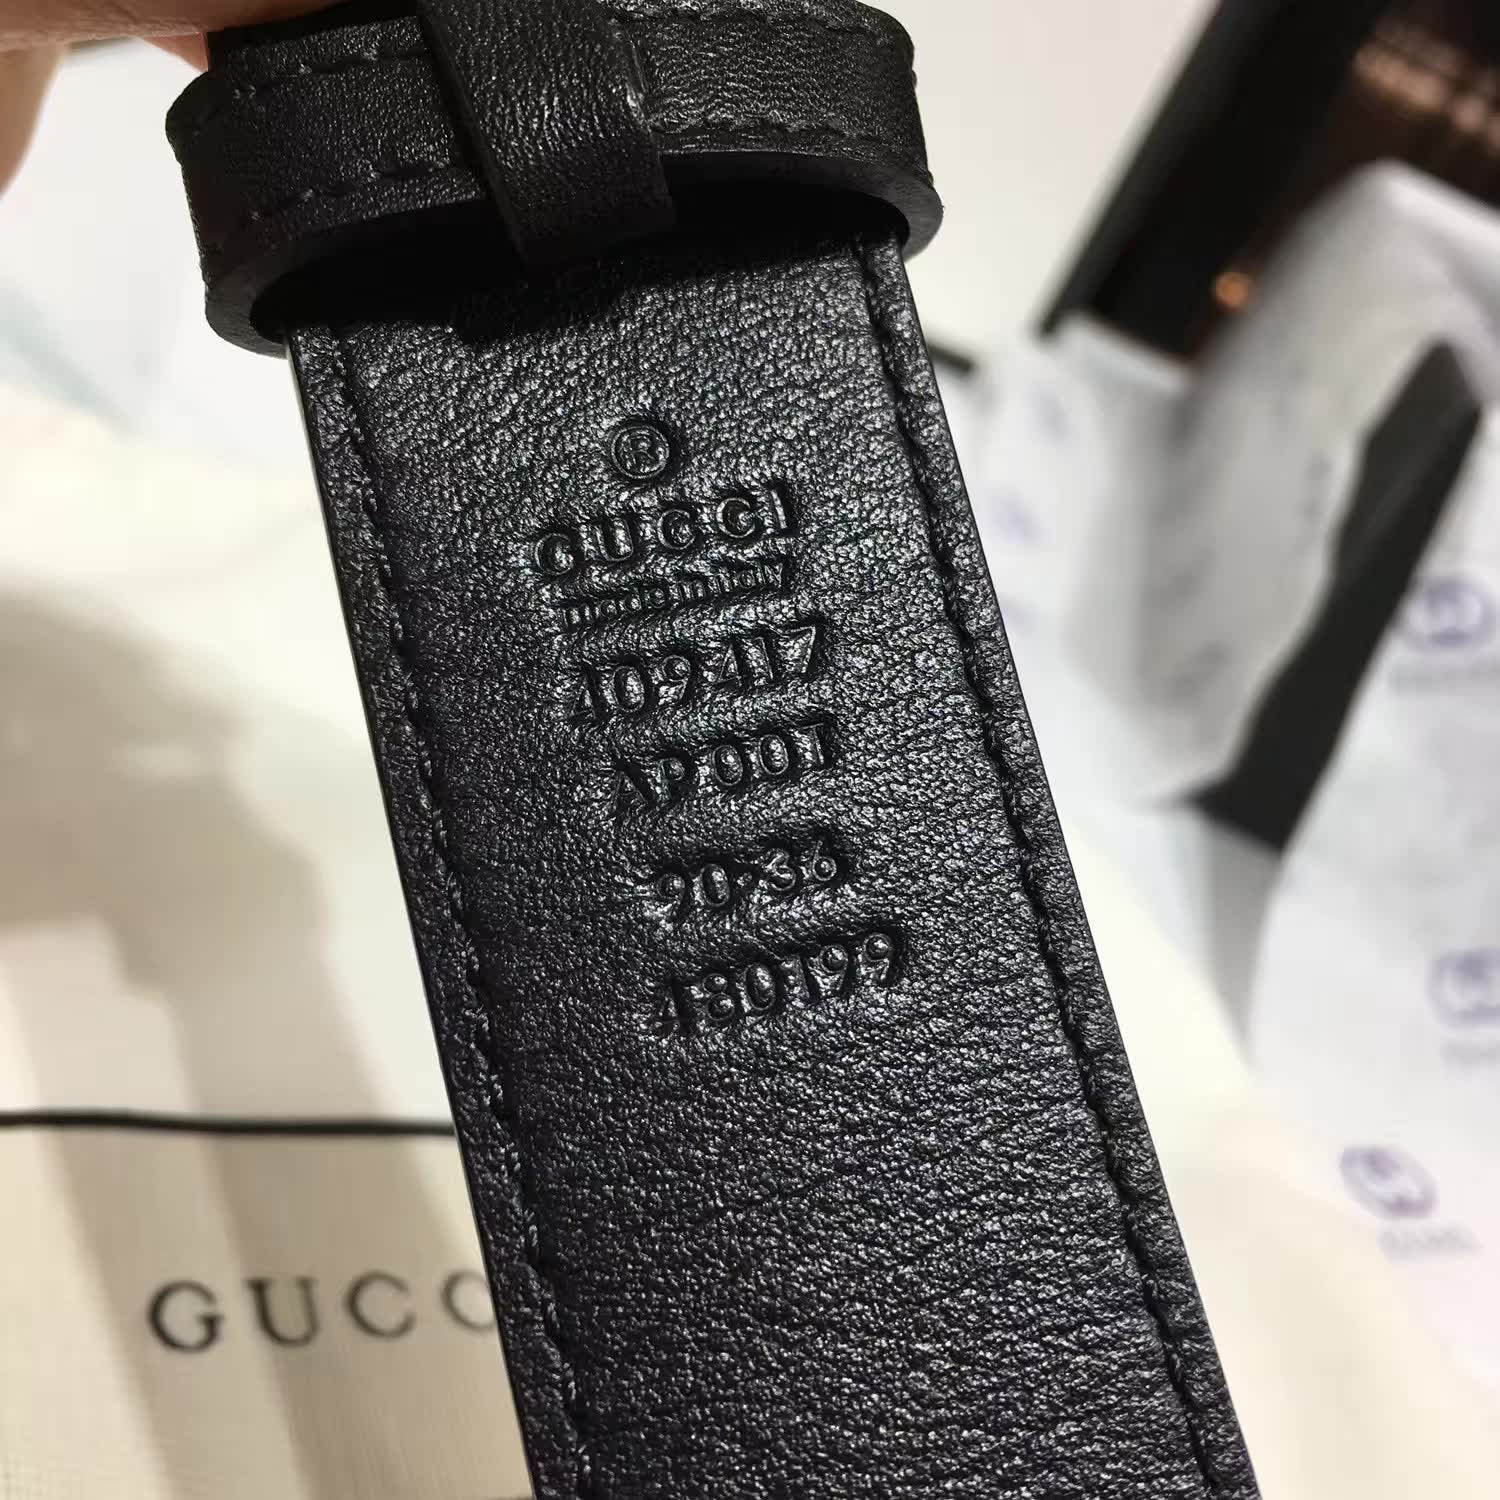 ®
GUCCI
made in italy
409417
AP00T
90·36
480199
GUCC